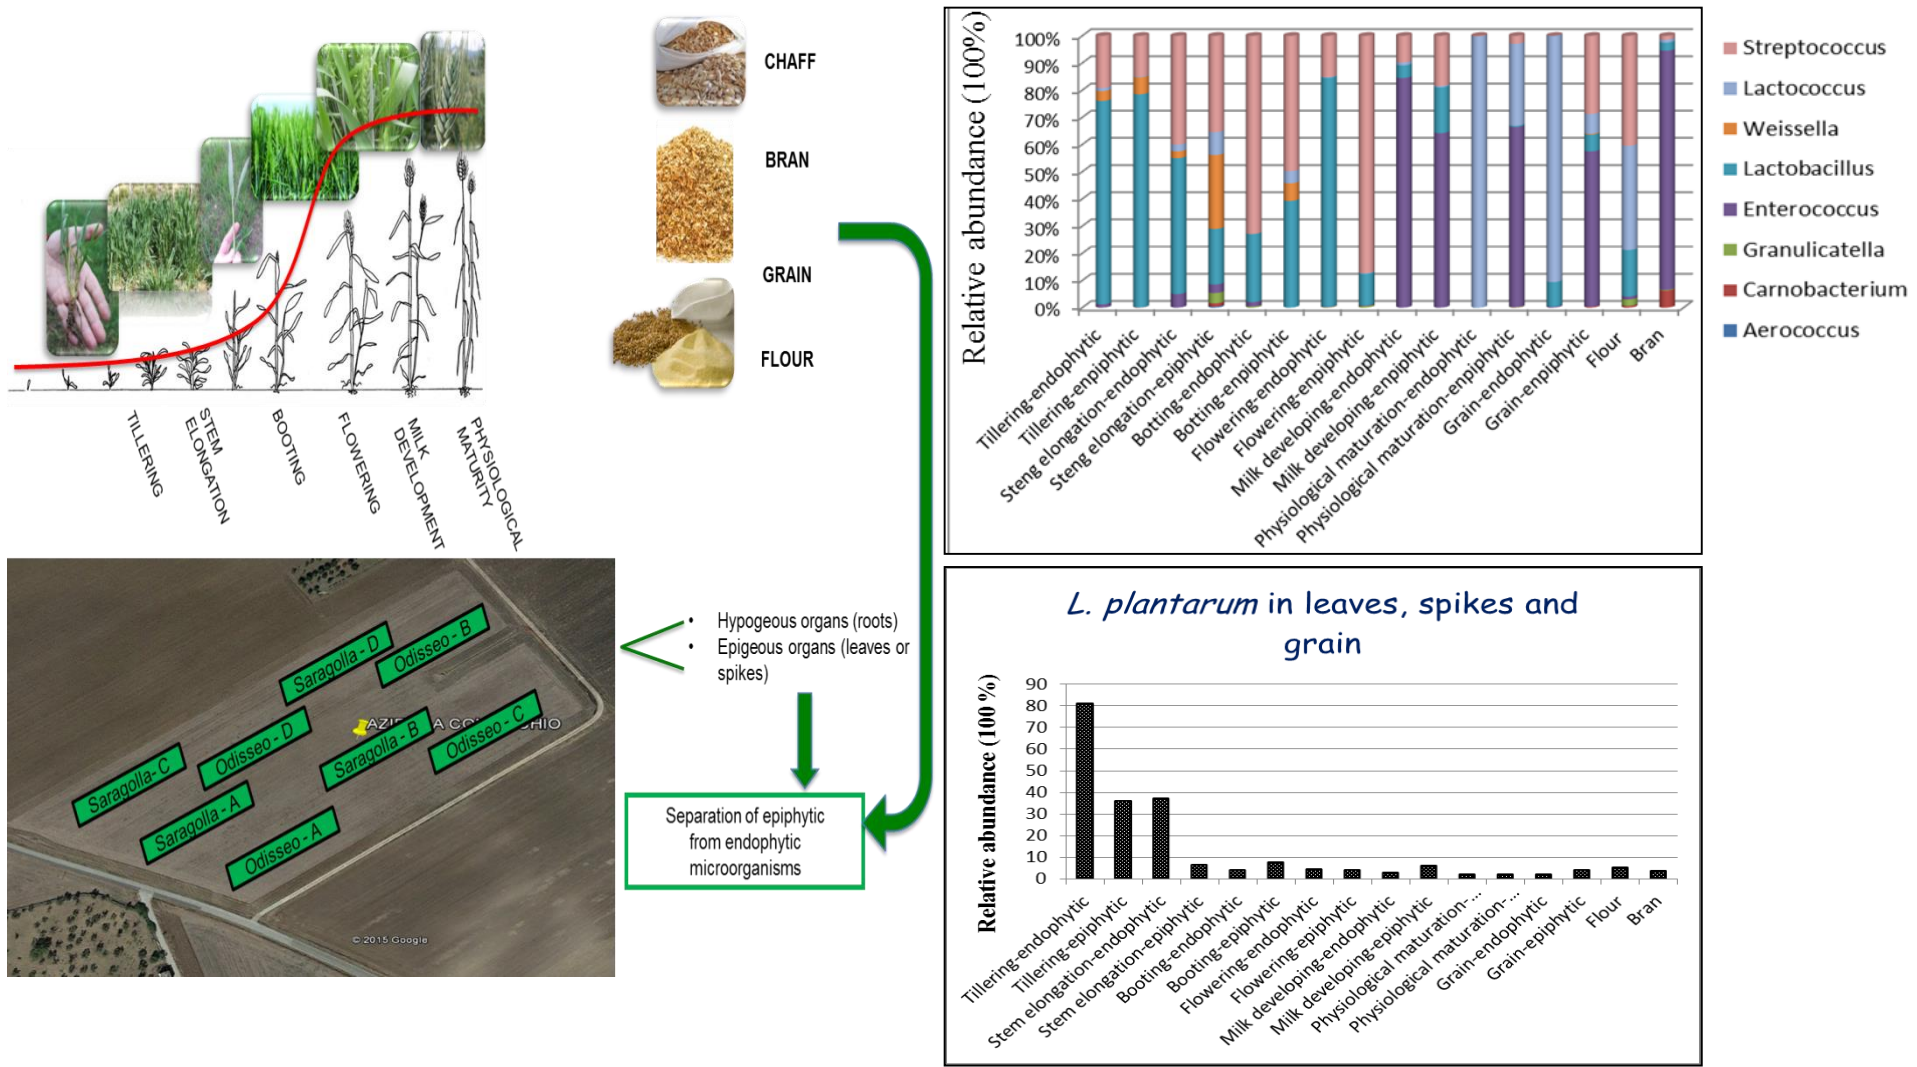 CHAFF
BRAN
GRAIN
FLOUR
TILLERING
STEM
ELONGATION
BOOTING
FLOWERING
MILK
DEVELOPMENT
PHYSIOLOGICAL
MATURITY
Saragolla - D
Odisseo - B
Saragolla- C
Odisseo - D
Saragolla - B
Odisseo - C
Saragolla - A
Odisseo - A
© 2015 Google
• Hypogeous organs (roots)
• Epigeous organs (leaves or
spikes)
Separation of epiphytic
from endophytic
microorganisms
Relative abundance (100%)
100%
90%
80%
70%
60%
50%
40%
30%
20%
10%
0%
Tillering-endophytic
Tillering-enpiphytic
Steng elongation-endophytic
Steng elongation-epiphytic
Botting-endophytic
Botting-enpiphytic
Flowering-endophytic
Flowering-enpiphytic
Milk developing-endophytic
Milk developing-enpiphytic
Physiological maturation-endophytic
Physiological maturation-enpiphytic
Grain-endophytic
Grain-enpiphytic
Flour
Bran
Streptococcus
Lactococcus
Weissella
Lactobacillus
Enterococcus
Granulicatella
Carnobacterium
Aerococcus
L. plantarum in leaves, spikes and
grain
Relative abundance (100 %)
90
80
70
60
50
40
30
20
10
0
Tillering-endophytic
Tillering-epiphytic
Stem elongation-endophytic
Stem elongation-epiphytic
Booting-endophytic
Booting-epiphytic
Flowering-endophytic
Flowering-epiphytic
Milk developing-endophytic
Milk developing-epiphytic
Physiological maturation-...
Physiological maturation-...
Grain-endophytic
Grain-epiphytic
Flour
Bran